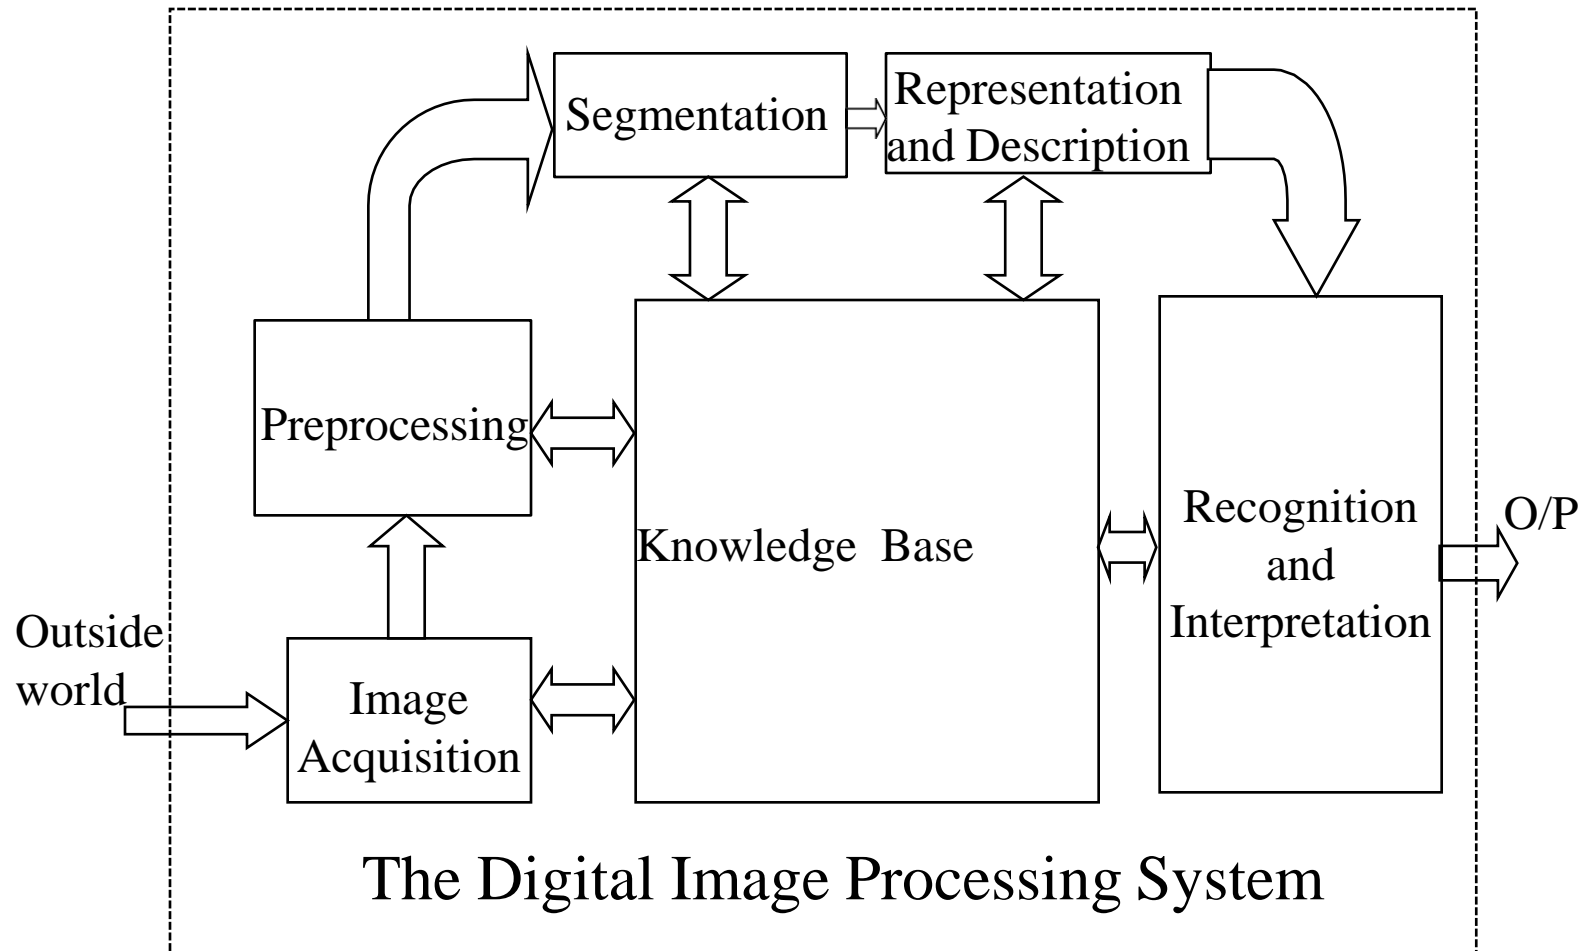 Segmentation
Representation
and Description
Preprocessing
Knowledge Base
Recognition
and
Interpretation
O/P
Outside
world
Image
Acquisition
The Digital Image Processing System